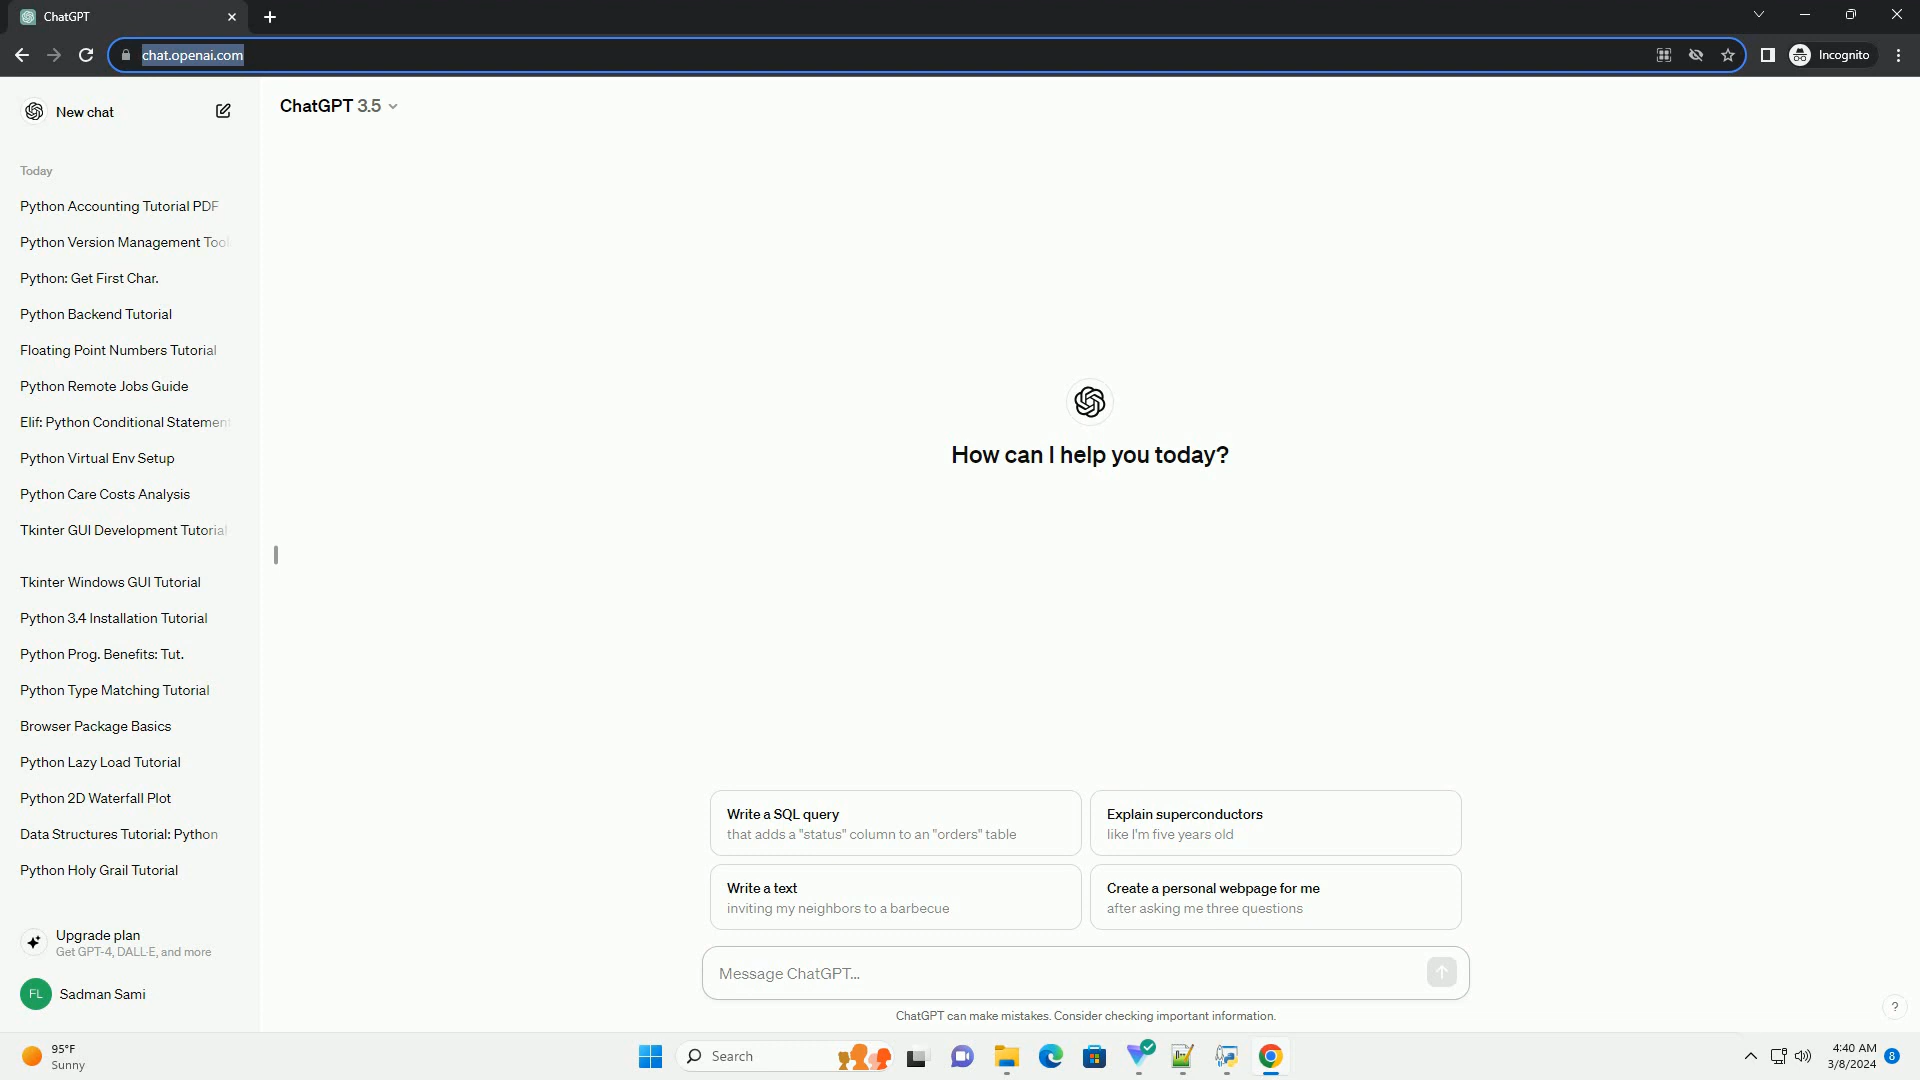 ChatGPT
chat.openai.com
Incognito
New chat
ChatGPT 3.5
Today
Python Accounting Tutorial PDF
Python Version Management Tool
Python: Get First Char.
Python Backend Tutorial
Floating Point Numbers Tutorial
Python Remote Jobs Guide
Elif: Python Conditional Statement
Python Virtual Env Setup
Python Care Costs Analysis
Tkinter GUI Development Tutorial
Tkinter Windows GUI Tutorial
Python 3.4 Installation Tutorial
Python Prog. Benefits: Tut.
Python Type Matching Tutorial
Browser Package Basics
Python Lazy Load Tutorial
Python 2D Waterfall Plot
Data Structures Tutorial: Python
Python Holy Grail Tutorial
Upgrade plan
Get GPT-4, DALL·E, and more
FL
Sadman Sami
How can I help you today?
Write a SQL query
that adds a "status" column to an "orders" table
Explain superconductors
like I'm five years old
Write a text
inviting my neighbors to a barbecue
Create a personal webpage for me
after asking me three questions
Message ChatGPT...
ChatGPT can make mistakes. Consider checking important information.
?
95°F
Sunny
Search
4:40 AM
3/8/2024
8